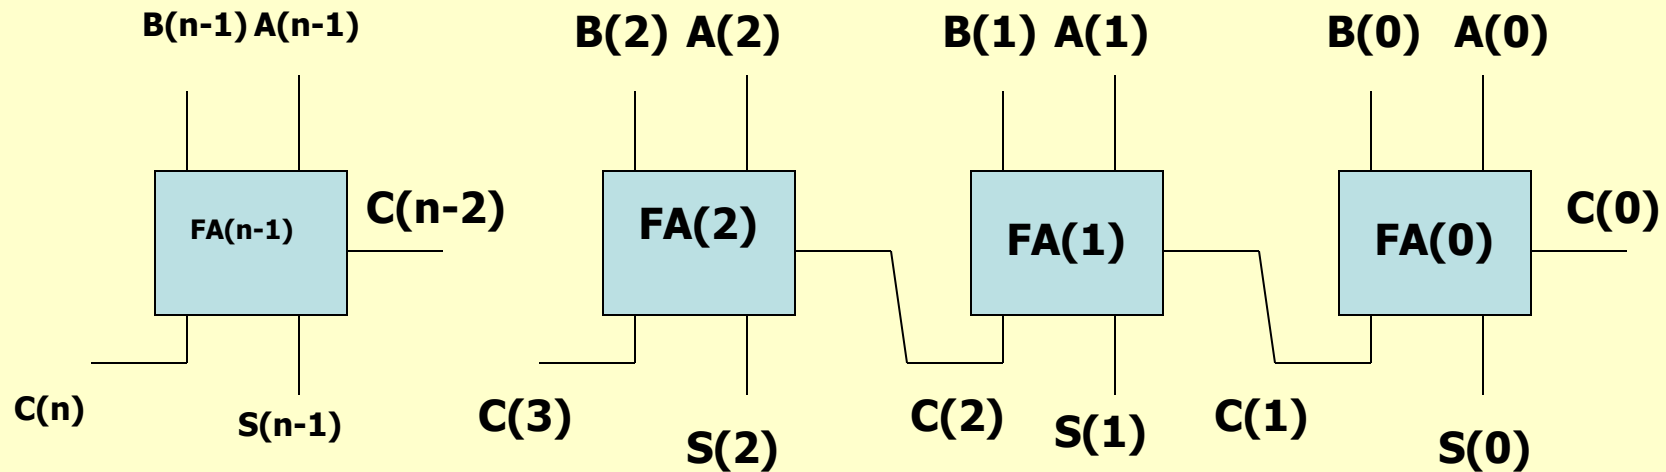 B(n-1) A(n-1) B(2) A(2) B(1) A(1) B(0) A(0)
FA(n-1) C(n-2) FA(2) FA(1) FA(0) C(0)
C(n) S(n-1) C(3) S(2) C(2) S(1) C(1) S(0)